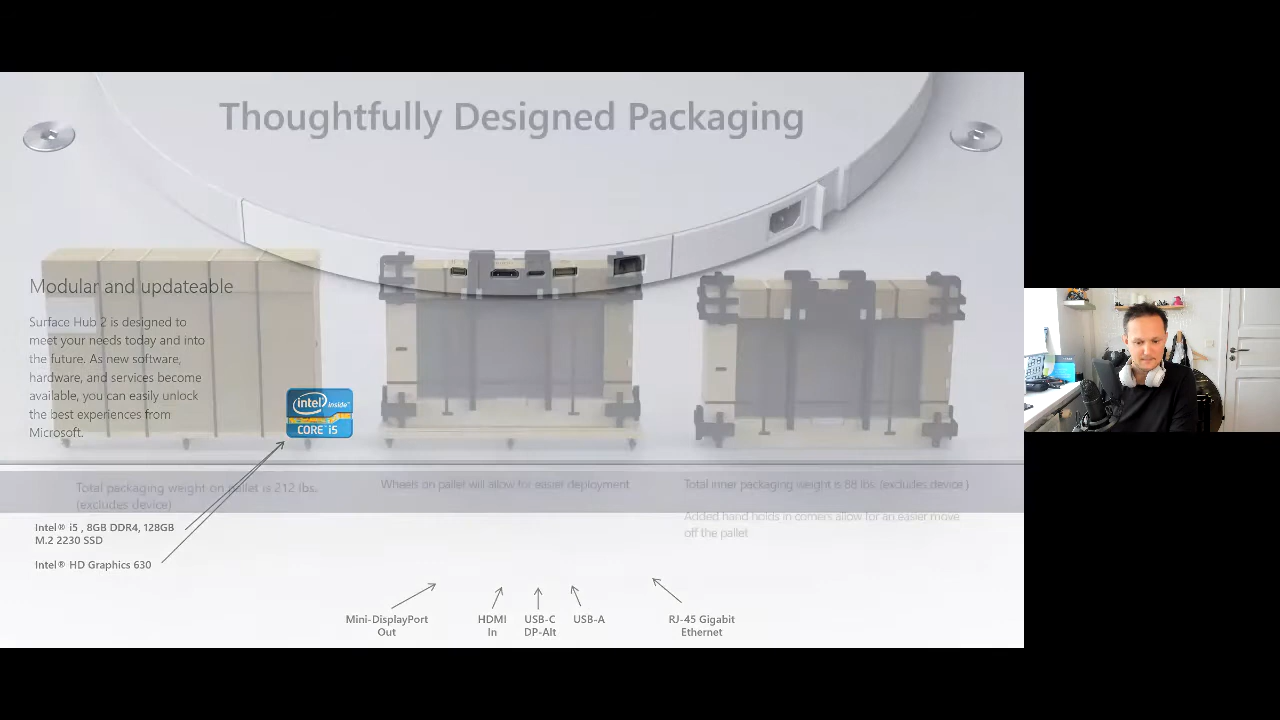 Thoughtfully Designed Packaging
Modular and updateable
Surface Hub 2 is designed to
meet your needs today and into
the future. As new software,
hardware, and services become
available, you can easily unlock
the best experiences from
Microsoft.
intel inside™
CORE™ i5
Total packaging weight on pallet is 212 lbs.
(excludes device)
Wheels on pallet will allow for easier deployment
Total inner packaging weight is 88 lbs. (excludes device )
Added hand holds in corners allow for an easier move
off the pallet
Intel® i5 , 8GB DDR4, 128GB
M.2 2230 SSD
Intel® HD Graphics 630
Mini-DisplayPort
Out
HDMI
In
USB-C
DP-Alt
USB-A
RJ-45 Gigabit
Ethernet